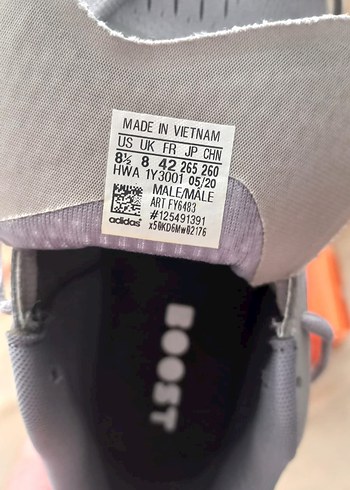 MADE IN VIETNAM
US UK FR JP CHN
8½ 8 42 265 260
HWA 1Y3001 05/20
MALE/MALE
ART FY6483
#125491391
adidas x50KD6Mw02176
BOOST